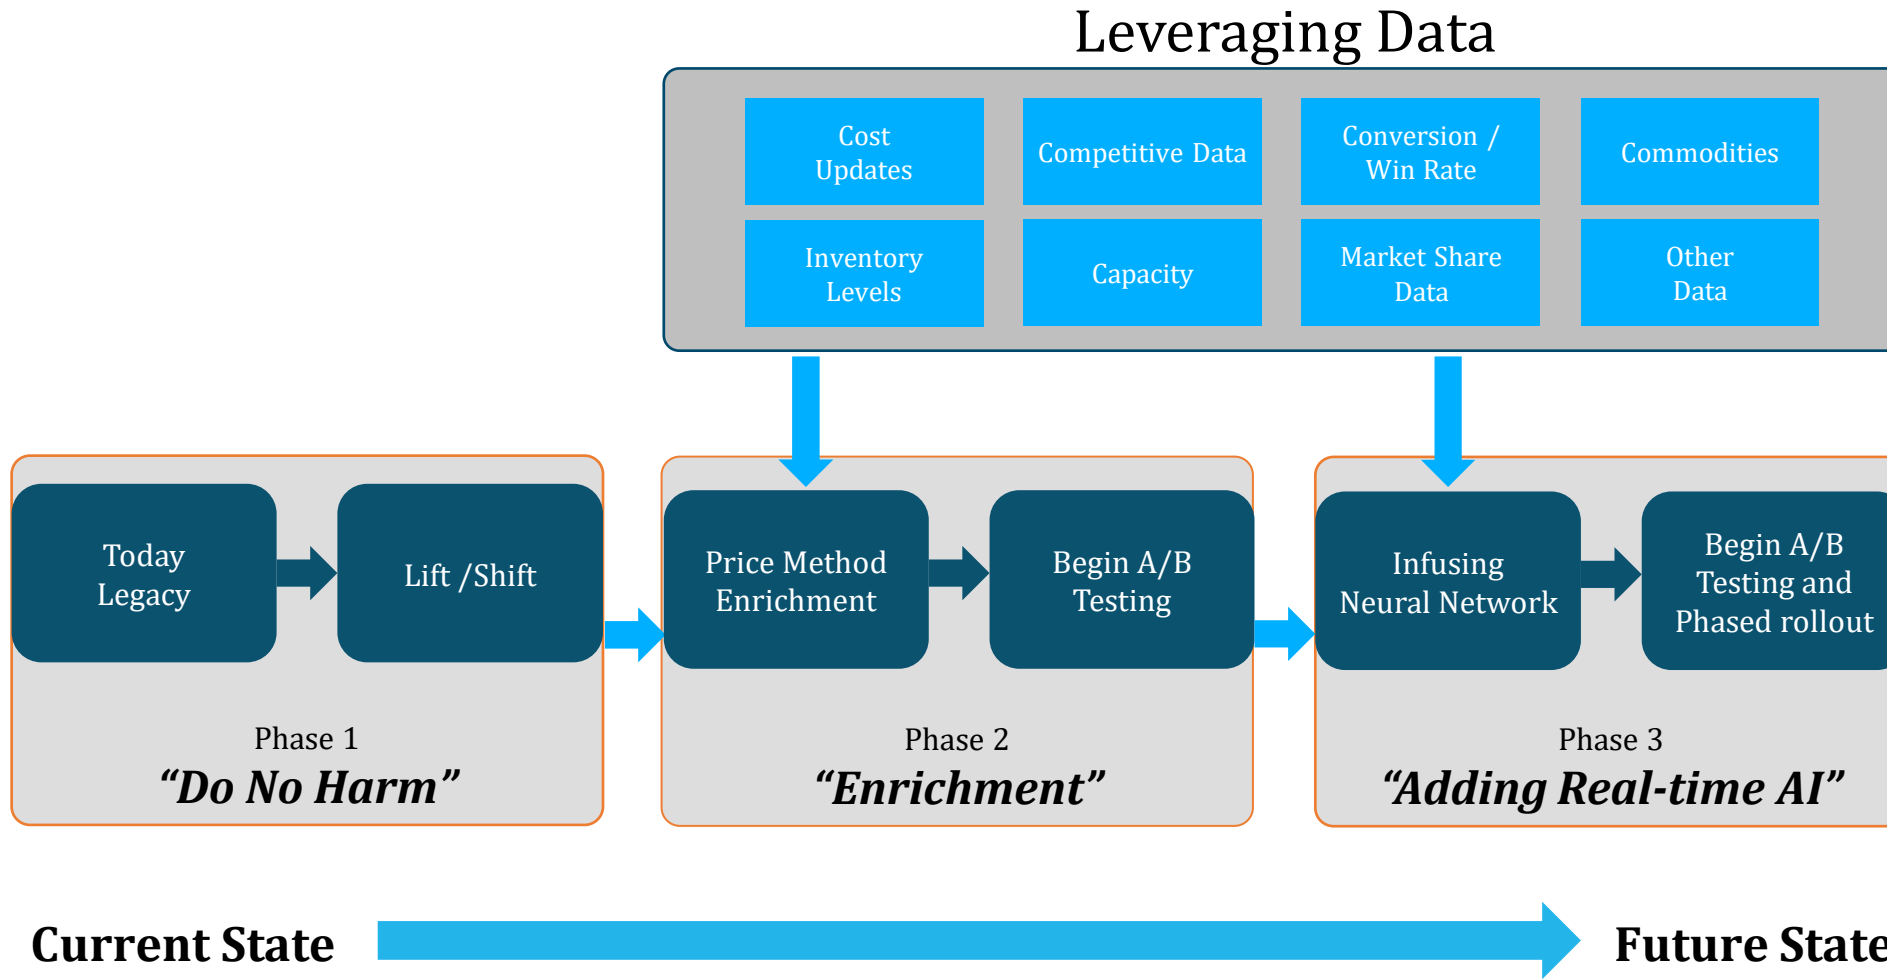 Leveraging Data
Cost
Updates
Competitive Data
Conversion /
Win Rate
Commodities
Inventory
Levels
Capacity
Market Share
Data
Other
Data
Today
Legacy
Lift /Shift
Price Method
Enrichment
Begin A/B
Testing
Infusing
Neural Network
Begin A/B
Testing and
Phased rollout
Phase 1
“Do No Harm”
Phase 2
“Enrichment”
Phase 3
“Adding Real-time AI”
Current State
Future State